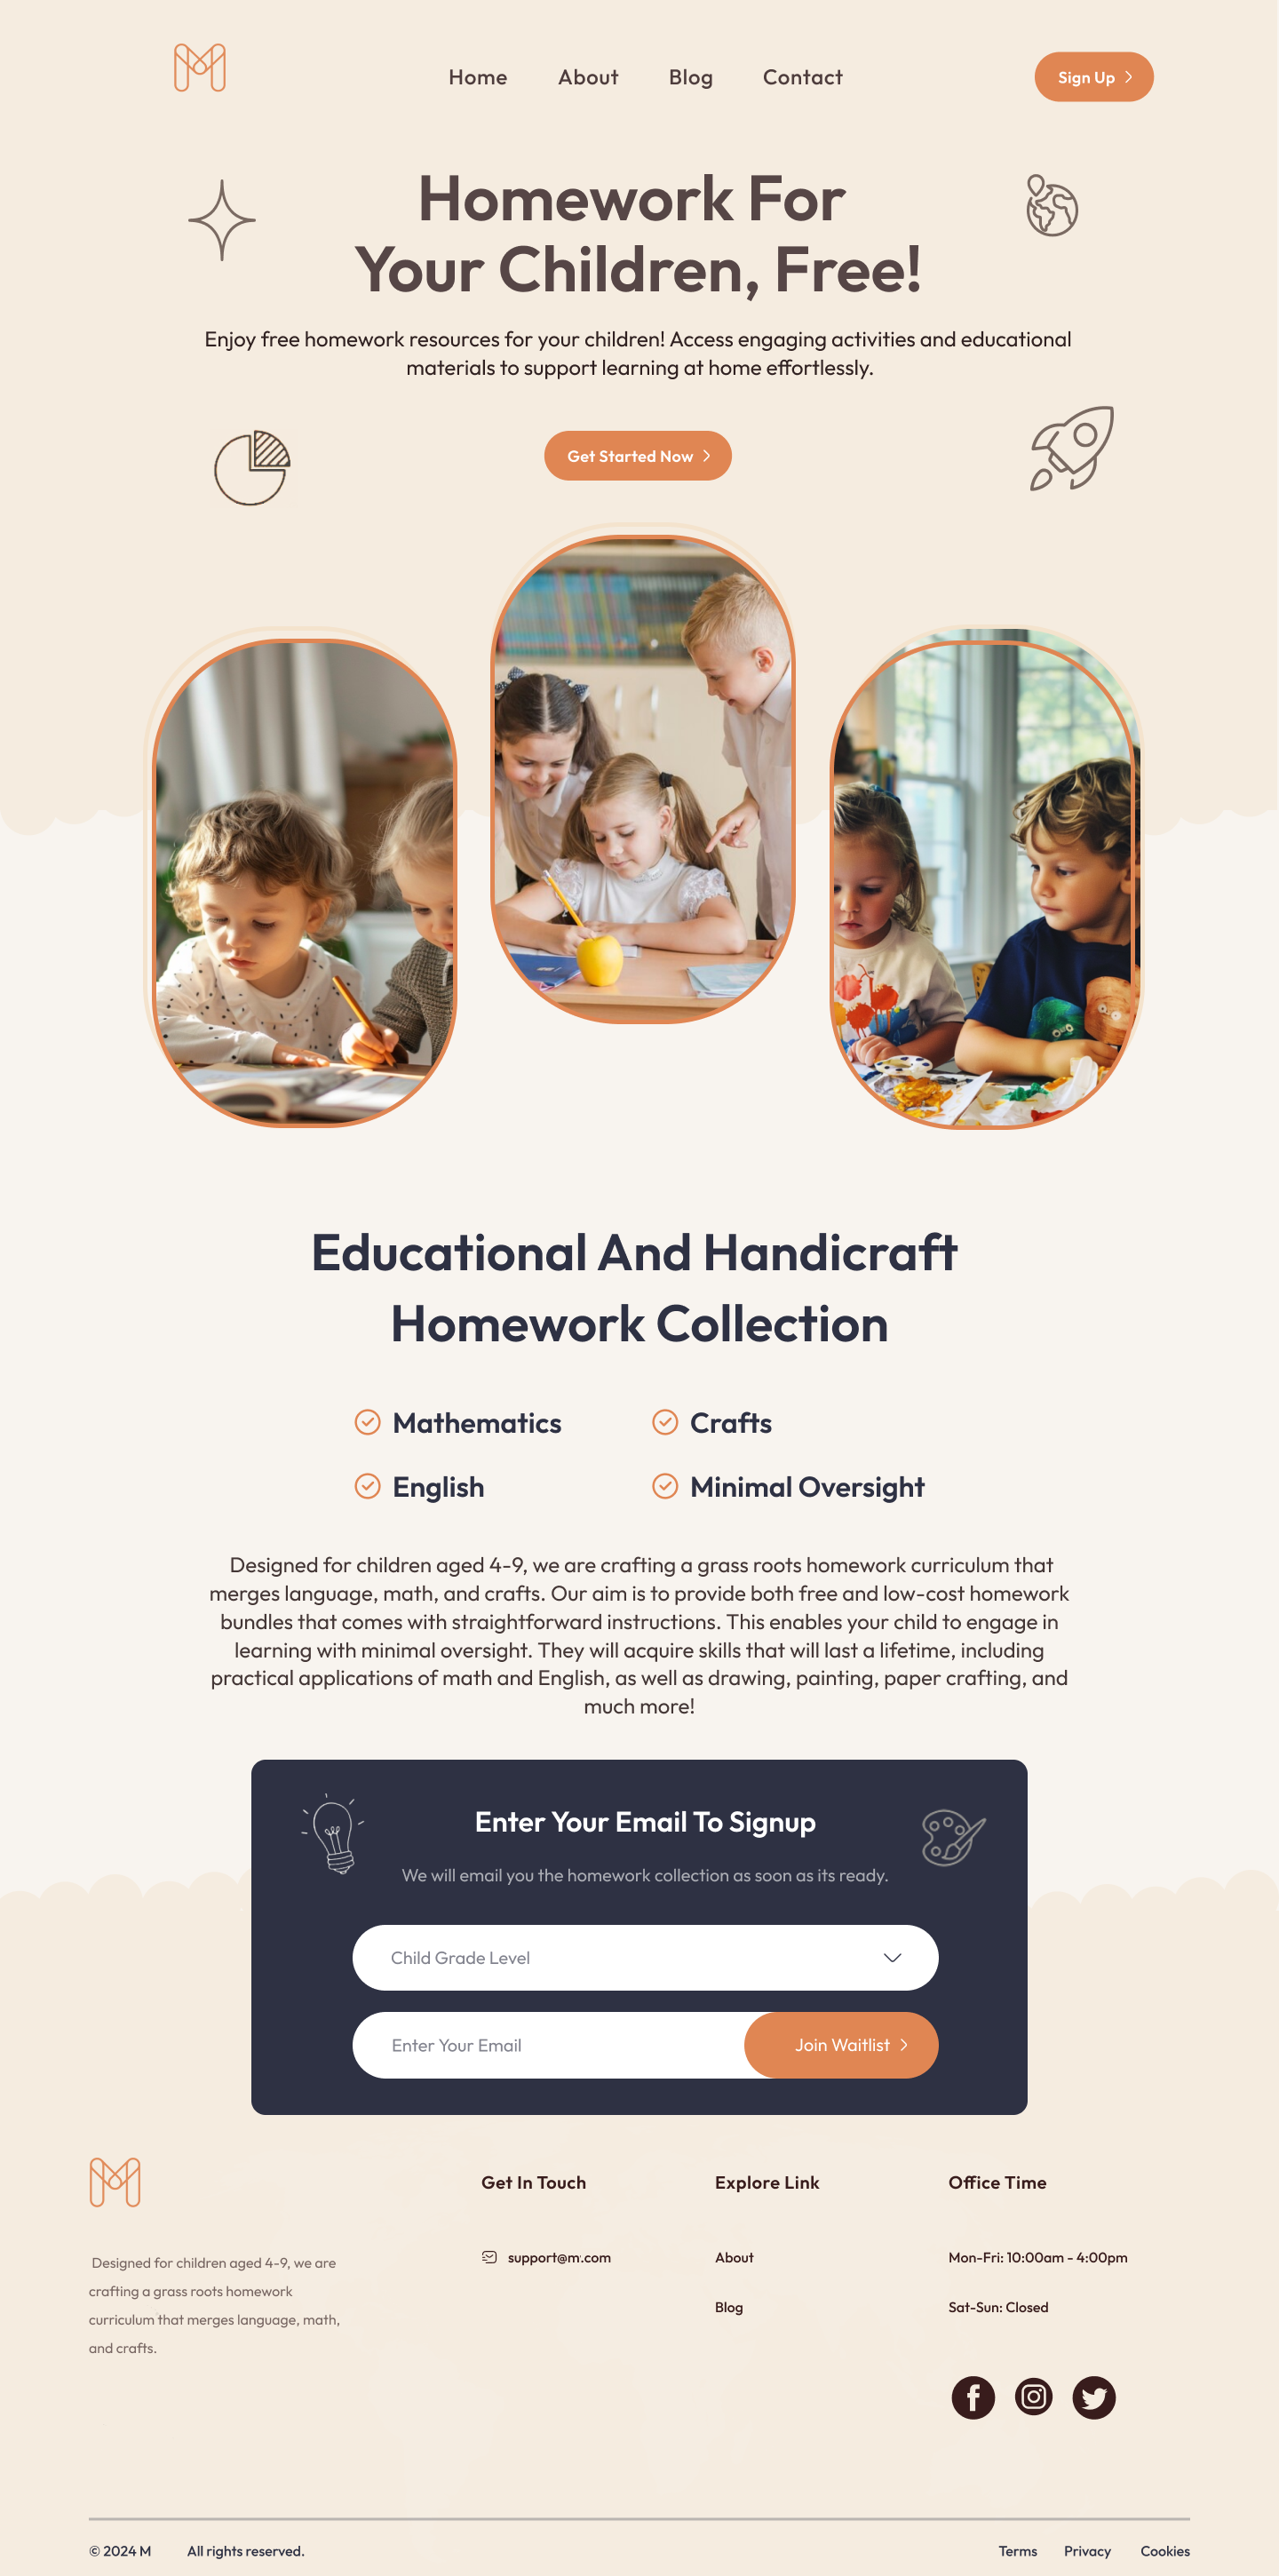 M
Home About Blog Contact
Sign Up
Homework For
Your Children, Free!
Enjoy free homework resources for your children! Access engaging activities and educational
materials to support learning at home effortlessly.
Get Started Now
Educational And Handicraft
Homework Collection
Mathematics
Crafts
English
Minimal Oversight
Designed for children aged 4-9, we are crafting a grass roots homework curriculum that
merges language, math, and crafts. Our aim is to provide both free and low-cost homework
bundles that comes with straightforward instructions. This enables your child to engage in
learning with minimal oversight. They will acquire skills that will last a lifetime, including
practical applications of math and English, as well as drawing, painting, paper crafting, and
much more!
Enter Your Email To Signup
We will email you the homework collection as soon as its ready.
Child Grade Level
Enter Your Email
Join Waitlist
M
Designed for children aged 4-9, we are
crafting a grass roots homework
curriculum that merges language, math,
and crafts.
Get In Touch
support@m.com
Explore Link
About
Blog
Office Time
Mon-Fri: 10:00am - 4:00pm
Sat-Sun: Closed
© 2024 M
All rights reserved.
Terms Privacy Cookies